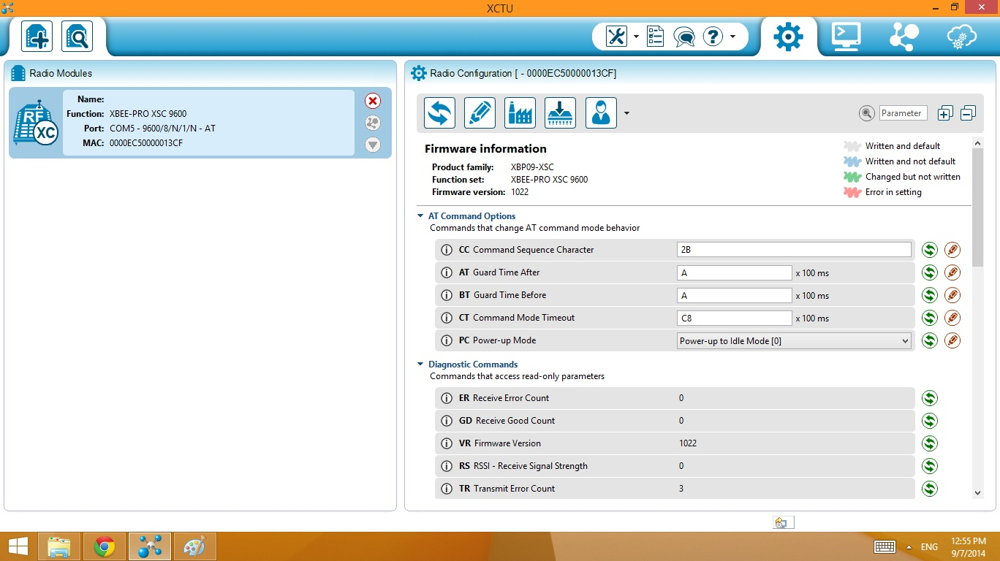 XCTU
Radio Modules
RF
XC
Name:
Function: XBEE-PRO XSC 9600
Port: COM5 - 9600/8/N/1/N - AT
MAC: 0000EC50000013CF
Radio Configuration [ - 0000EC50000013CF]
Parameter
Firmware information
Product family: XBP09-XSC
Function set: XBEE-PRO XSC 9600
Firmware version: 1022
Written and default
Written and not default
Changed but not written
Error in setting
AT Command Options
Commands that change AT command mode behavior
CC Command Sequence Character 2B
AT Guard Time After A x 100 ms
BT Guard Time Before A x 100 ms
CT Command Mode Timeout C8 x 100 ms
PC Power-up Mode Power-up to Idle Mode [0]
Diagnostic Commands
Commands that access read-only parameters
ER Receive Error Count 0
GD Receive Good Count 0
VR Firmware Version 1022
RS RSSI - Receive Signal Strength 0
TR Transmit Error Count 3
ENG
12:55 PM
9/7/2014